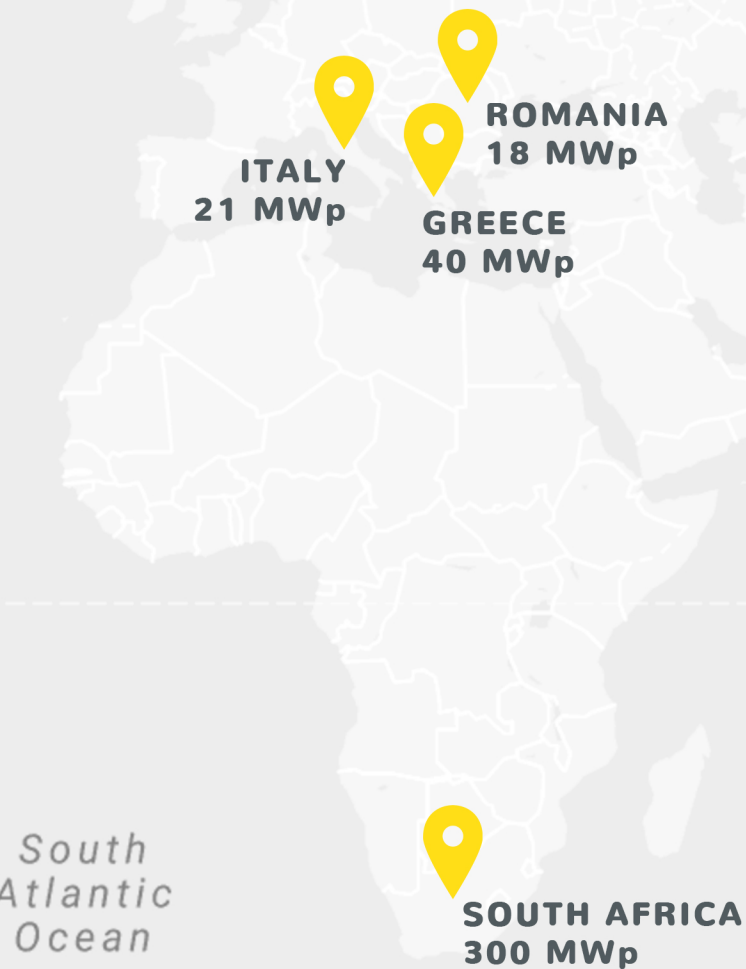 ROMANIA
18 MWp
ITALY
21 MWp
GREECE
40 MWp
South
Atlantic
Ocean
SOUTH AFRICA
300 MWp